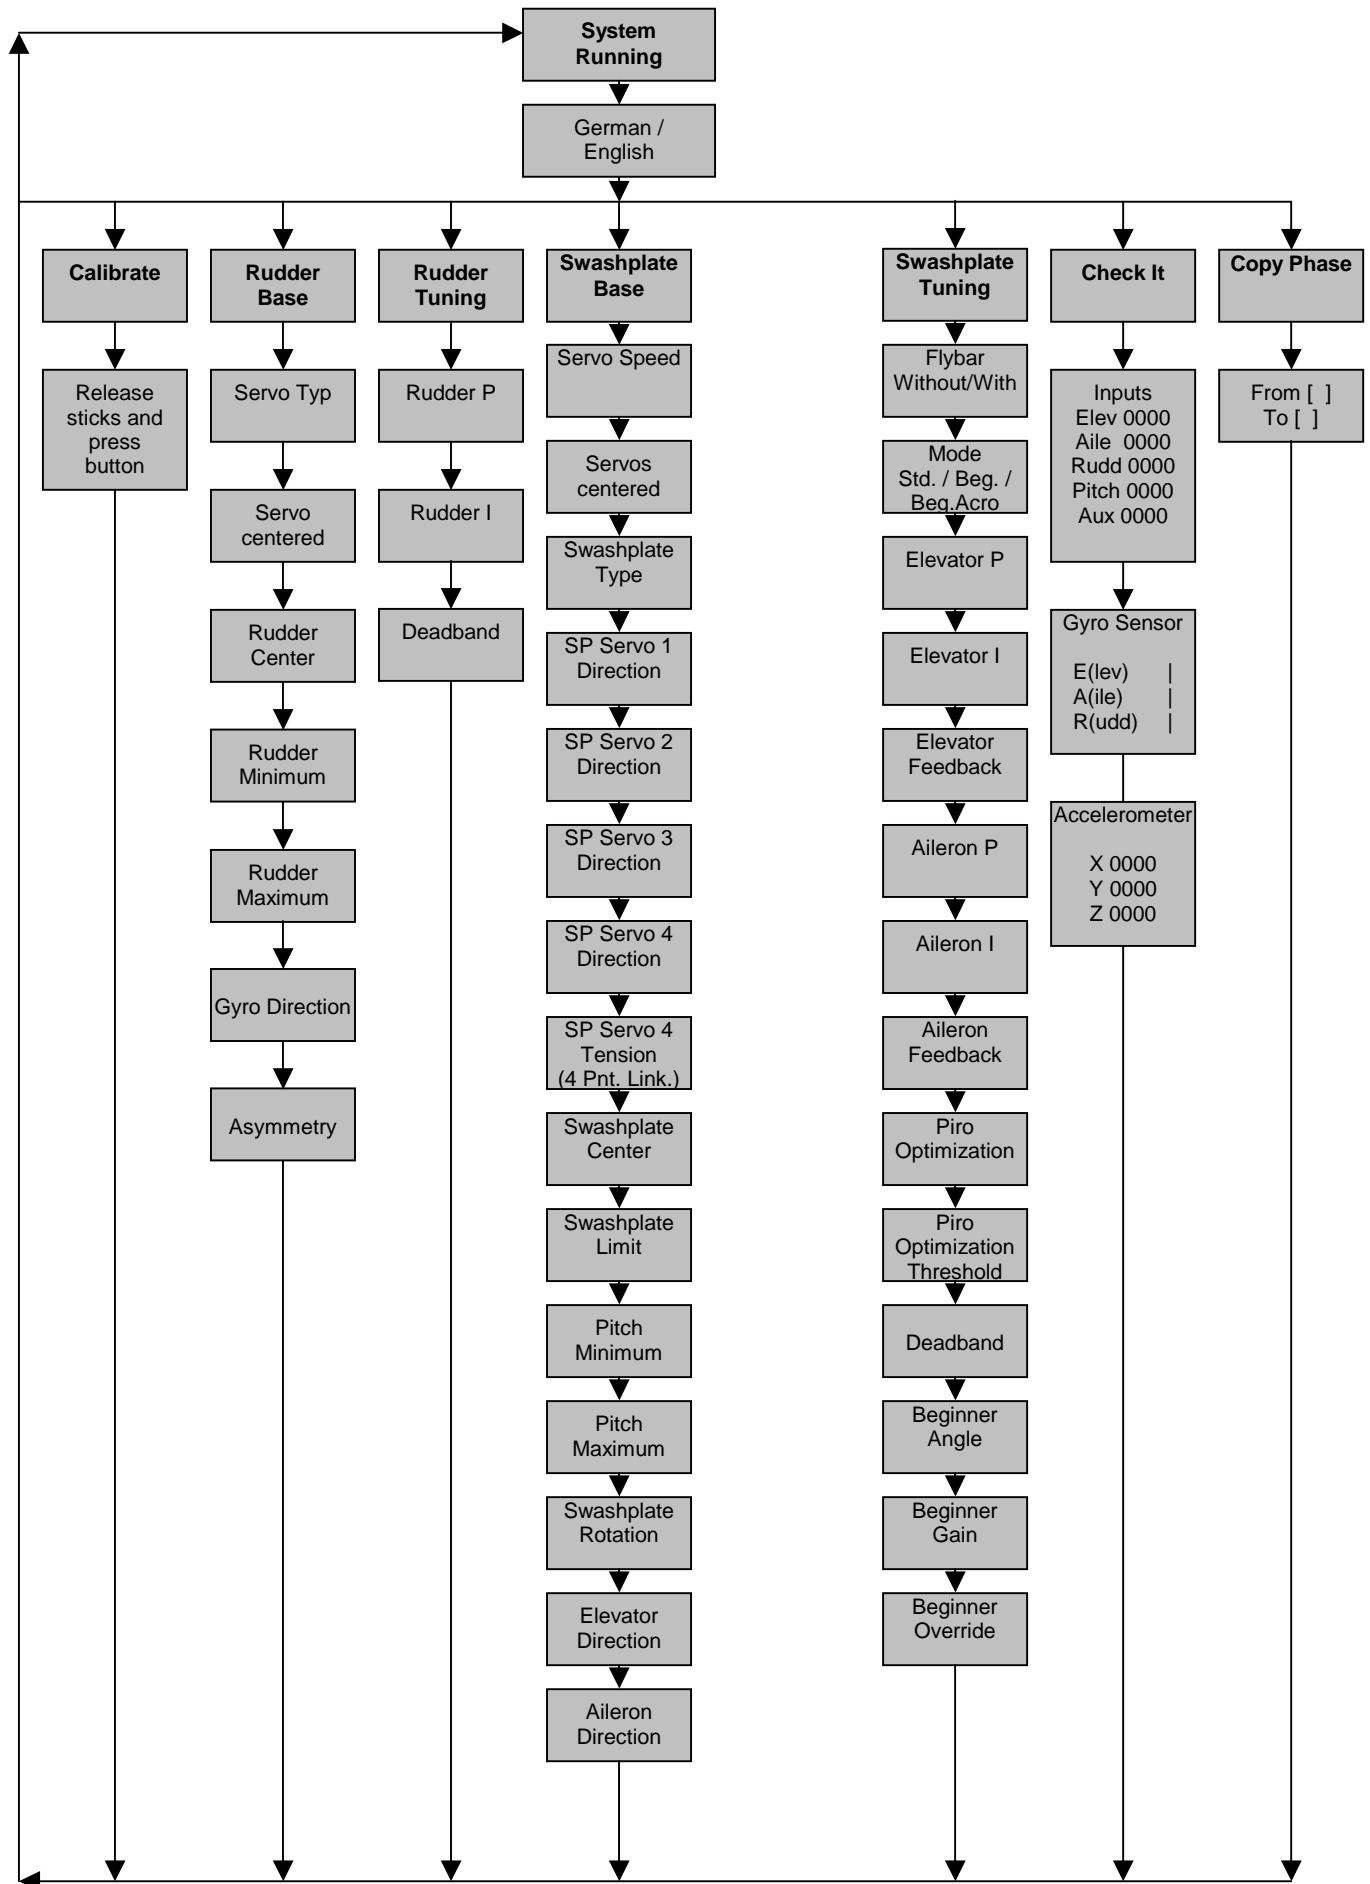 System
Running
German /
English
Calibrate
Release
sticks and
press
button
Rudder
Base
Servo Typ
Servo
centered
Rudder
Center
Rudder
Minimum
Rudder
Maximum
Gyro Direction
Asymmetry
Rudder
Tuning
Rudder P
Rudder I
Deadband
Swashplate
Base
Servo Speed
Servos
centered
Swashplate
Type
SP Servo 1
Direction
SP Servo 2
Direction
SP Servo 3
Direction
SP Servo 4
Direction
SP Servo 4
Tension
(4 Pnt. Link.)
Swashplate
Center
Swashplate
Limit
Pitch
Minimum
Pitch
Maximum
Swashplate
Rotation
Elevator
Direction
Aileron
Direction
Swashplate
Tuning
Flybar
Without/With
Mode
Std. / Beg. /
Beg.Acro
Elevator P
Elevator I
Elevator
Feedback
Aileron P
Aileron I
Aileron
Feedback
Piro
Optimization
Piro
Optimization
Threshold
Deadband
Beginner
Angle
Beginner
Gain
Beginner
Override
Check It
Inputs
Elev 0000
Aile 0000
Rudd 0000
Pitch 0000
Aux 0000
Gyro Sensor
E(lev) |
A(ile) |
R(udd) |
Accelerometer
X 0000
Y 0000
Z 0000
Copy Phase
From [ ]
To [ ]